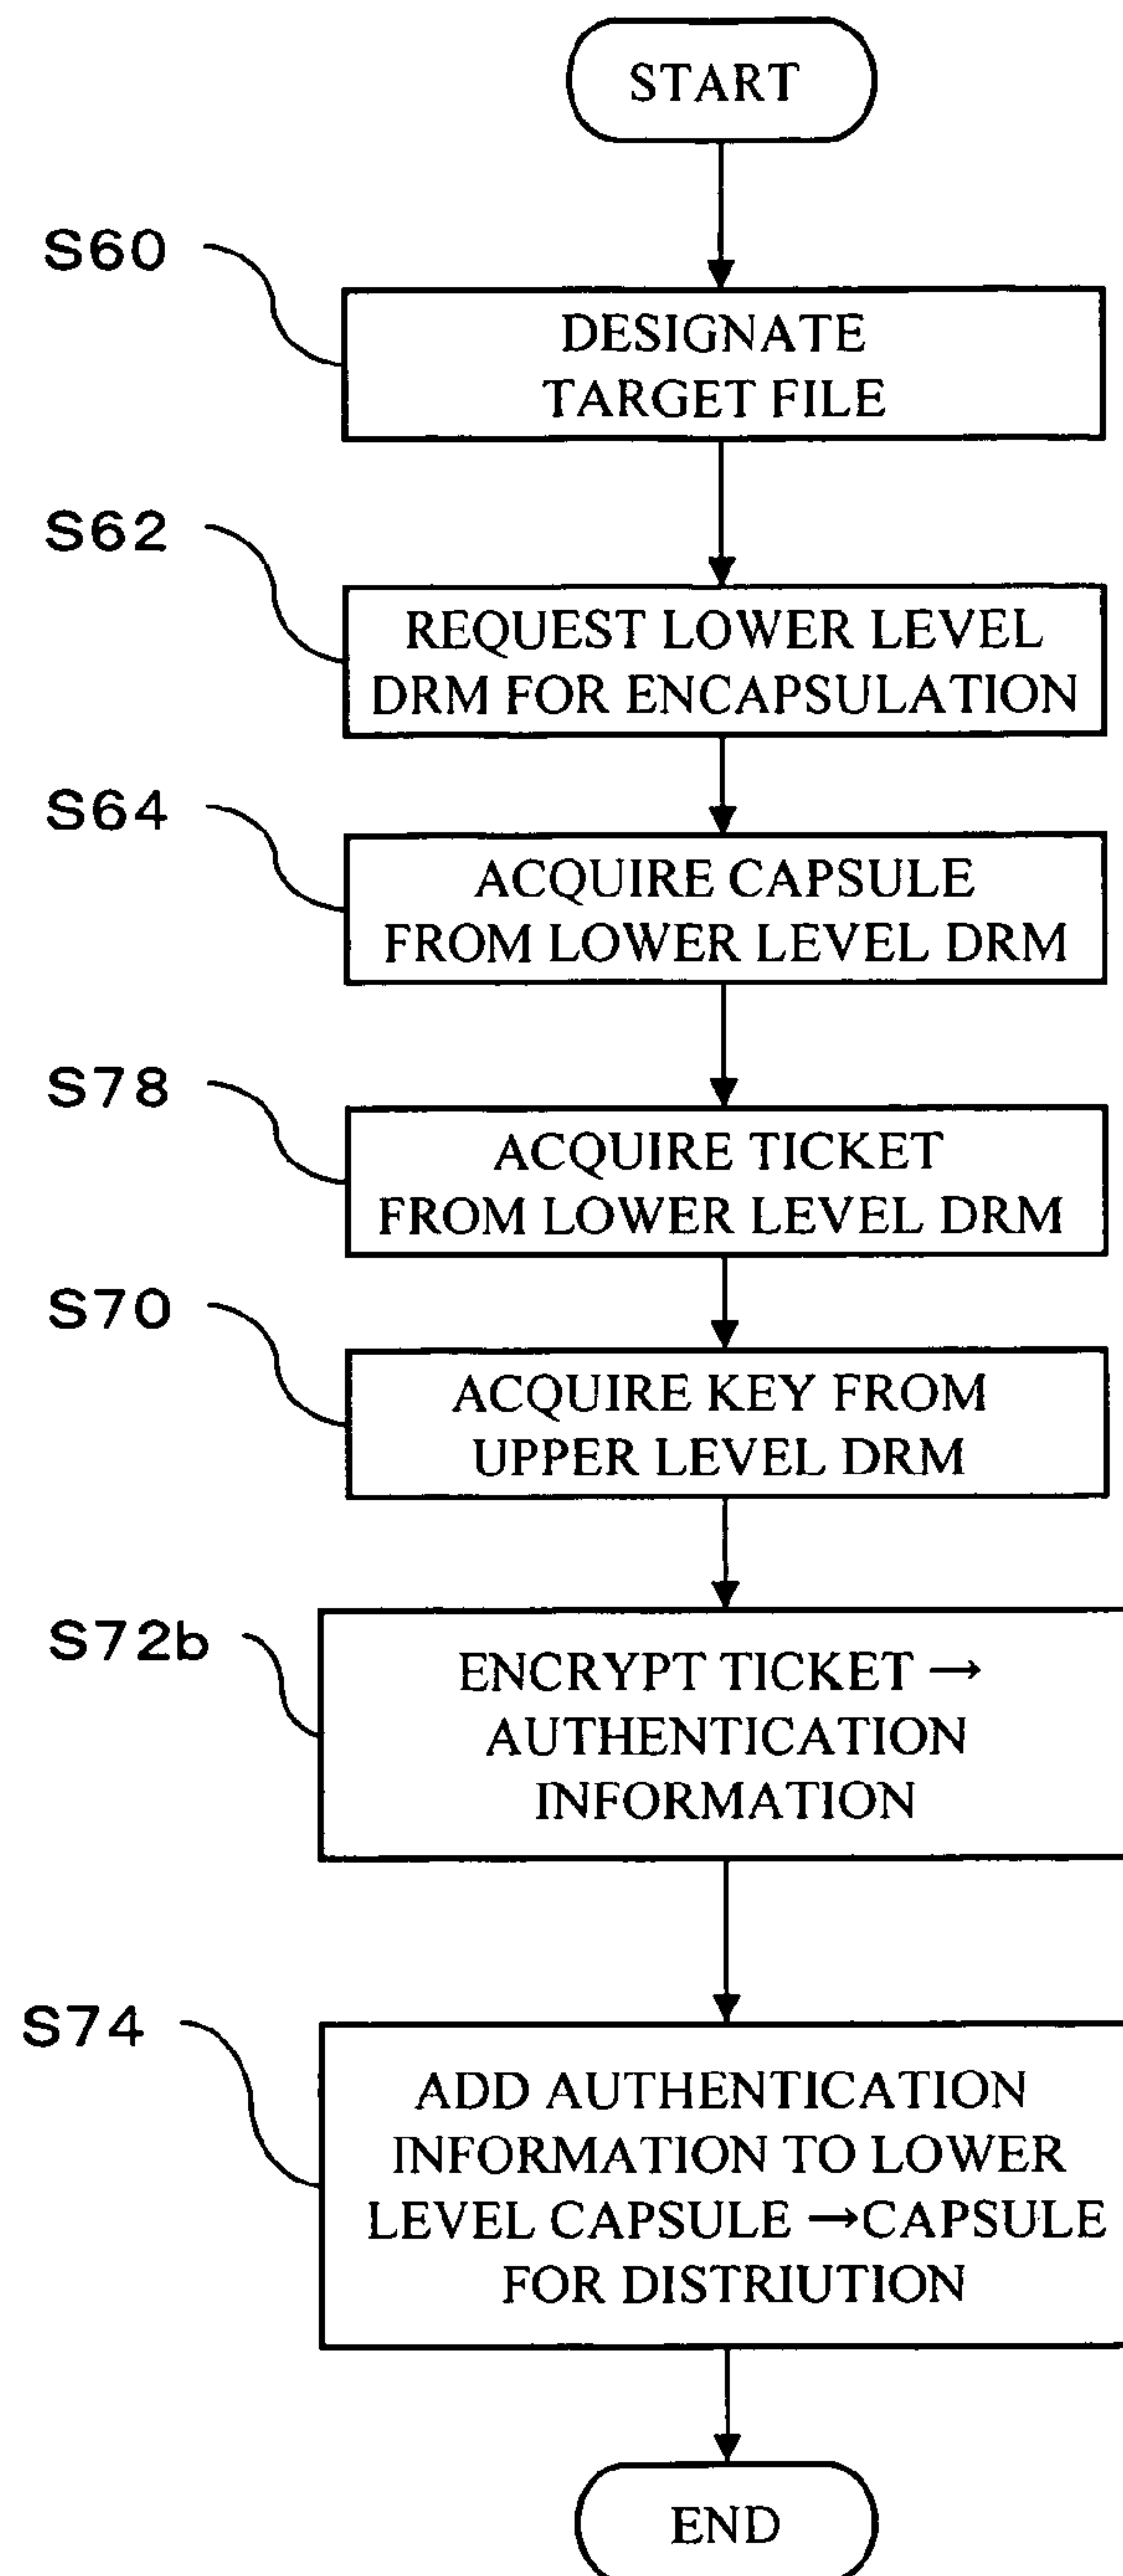 START
S60
DESIGNATE
TARGET FILE
S62
REQUEST LOWER LEVEL
DRM FOR ENCAPSULATION
S64
ACQUIRE CAPSULE
FROM LOWER LEVEL DRM
S78
ACQUIRE TICKET
FROM LOWER LEVEL DRM
S70
ACQUIRE KEY FROM
UPPER LEVEL DRM
S72b
ENCRYPT TICKET →
AUTHENTICATION
INFORMATION
S74
ADD AUTHENTICATION
INFORMATION TO LOWER
LEVEL CAPSULE →CAPSULE
FOR DISTRIUTION
END